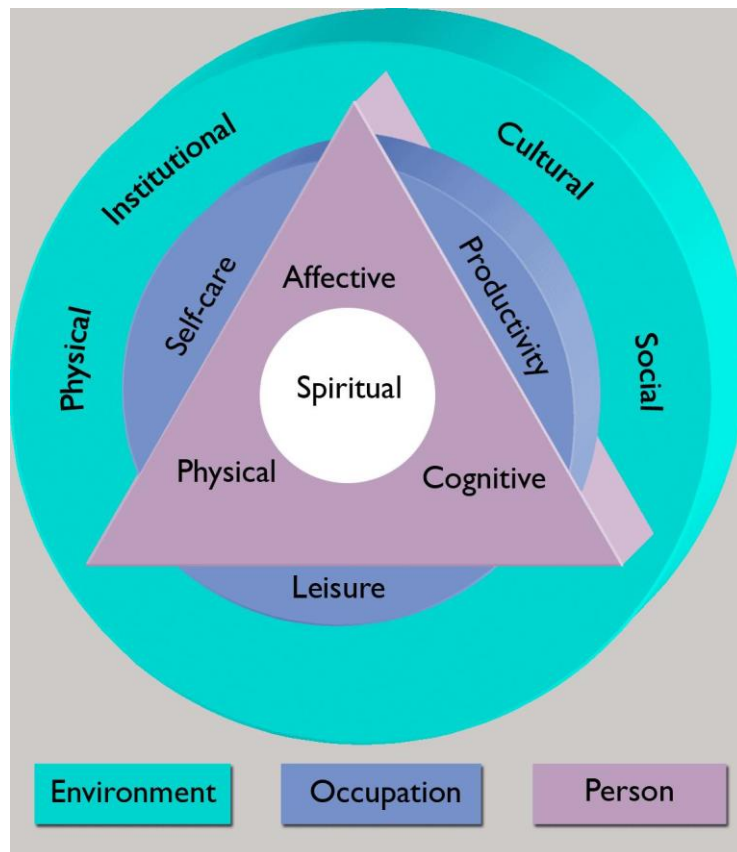 Institutional
Cultural
Physical
Social
Self-care
Productivity
Affective
Spiritual
Physical
Cognitive
Leisure
Environment
Occupation
Person